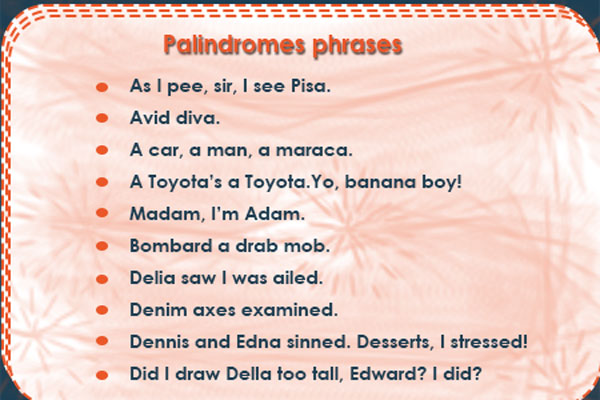 Palindromes phrases
As I pee, sir, I see Pisa.
Avid diva.
A car, a man, a maraca.
A Toyota's a Toyota.Yo, banana boy!
Madam, I'm Adam.
Bombard a drab mob.
Delia saw I was ailed.
Denim axes examined.
Dennis and Edna sinned. Desserts, I stressed!
Did I draw Della too tall, Edward? I did?